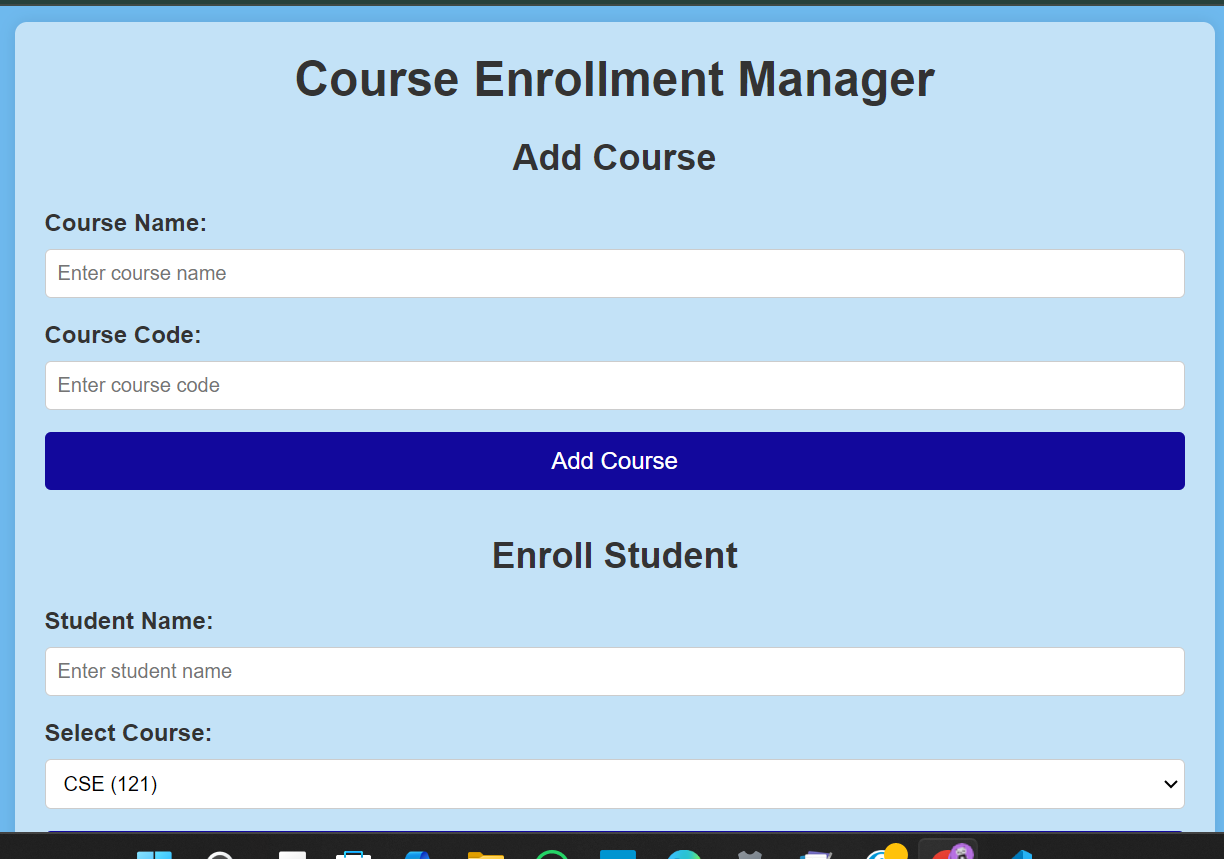 Course Enrollment Manager
Add Course
Course Name:
Enter course name
Course Code:
Enter course code
Add Course
Enroll Student
Student Name:
Enter student name
Select Course:
CSE (121)